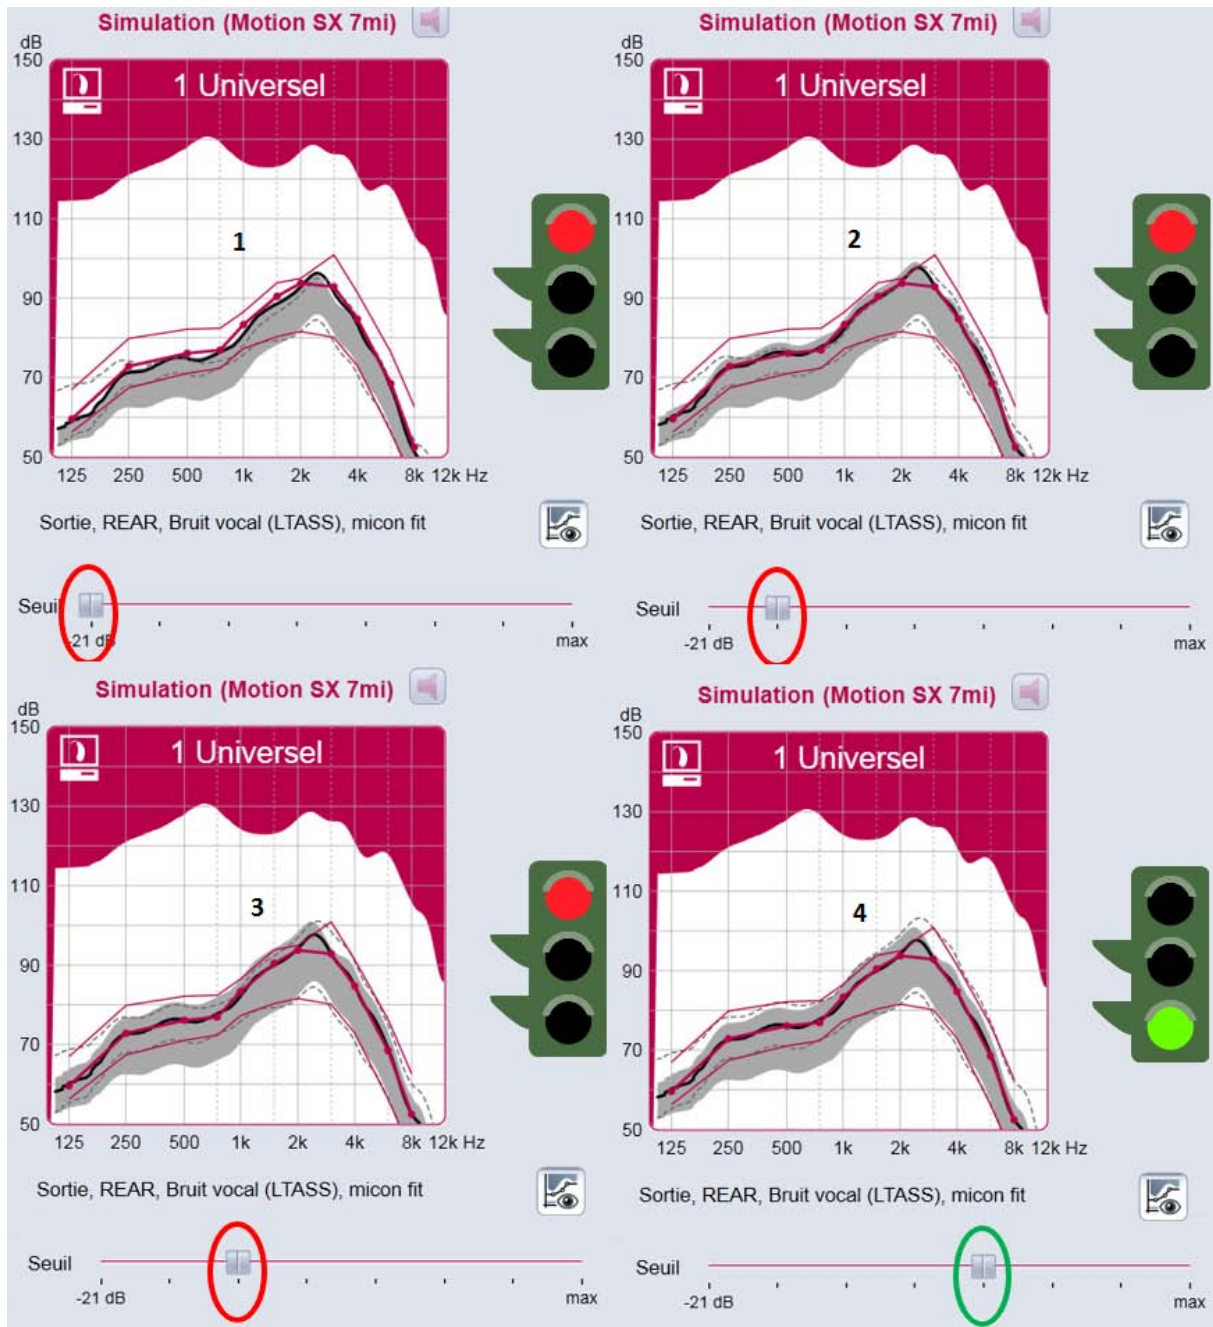 Simulation (Motion SX 7mi)
dB
150
1 Universel
130
110
1
90
70
50
125 250 500 1k 2k 4k 8k 12k Hz
Sortie, REAR, Bruit vocal (LTASS), micon fit
Seuil
-21 dB max
Simulation (Motion SX 7mi)
dB
150
1 Universel
130
110
2
90
70
50
125 250 500 1k 2k 4k 8k 12k Hz
Sortie, REAR, Bruit vocal (LTASS), micon fit
Seuil
-21 dB max
Simulation (Motion SX 7mi)
dB
150
1 Universel
130
110
3
90
70
50
125 250 500 1k 2k 4k 8k 12k Hz
Sortie, REAR, Bruit vocal (LTASS), micon fit
Seuil
-21 dB max
Simulation (Motion SX 7mi)
dB
150
1 Universel
130
110
4
90
70
50
125 250 500 1k 2k 4k 8k 12k Hz
Sortie, REAR, Bruit vocal (LTASS), micon fit
Seuil
-21 dB max